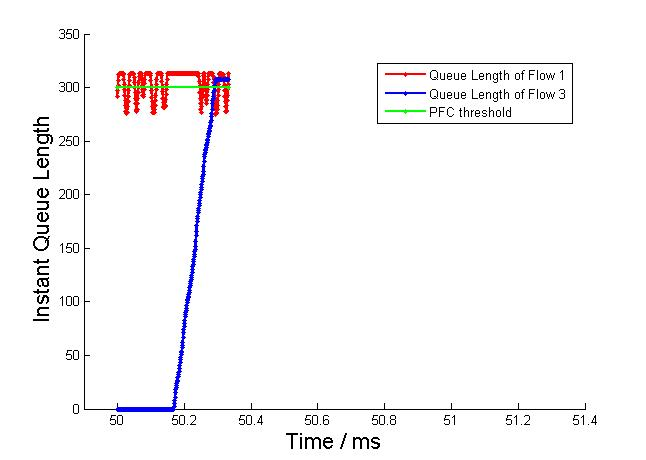 350
300
250
200
150
100
50
0
Instant Queue Length
50 50.2 50.4 50.6 50.8 51 51.2 51.4
Time / ms
Queue Length of Flow 1
Queue Length of Flow 3
PFC threshold